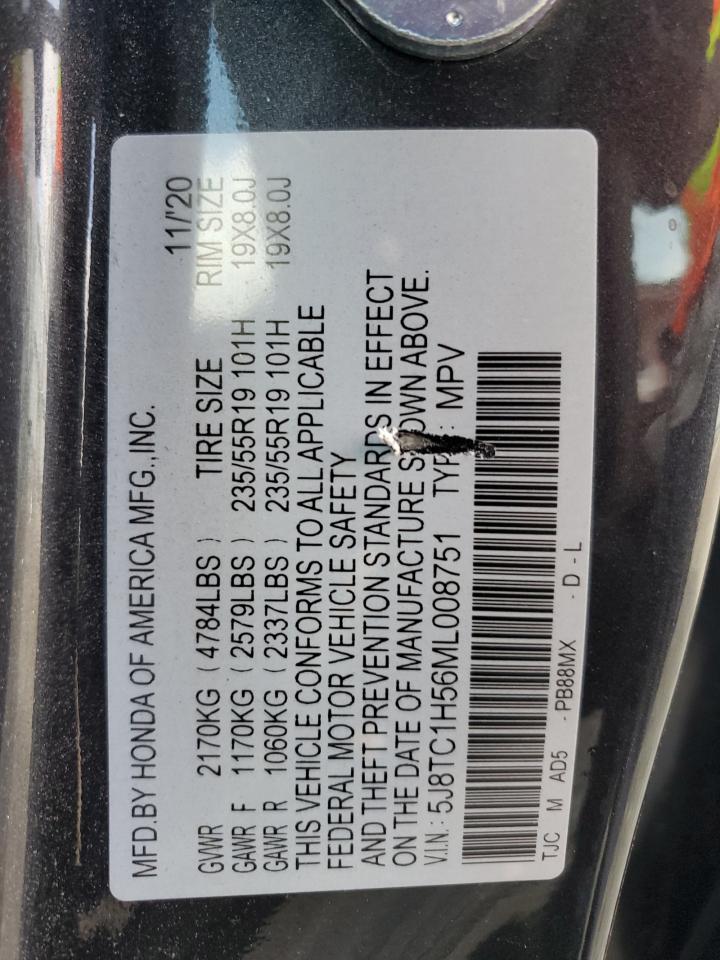 MFD.BY HONDA OF AMERICA MFG.,INC. 11/'20
GVWR 2170KG ( 4784LBS ) TIRE SIZE RIM SIZE
GAWR F 1170KG ( 2579LBS ) 235/55R19 101H 19X8.0J
GAWR R 1060KG ( 2337LBS ) 235/55R19 101H 19X8.0J
THIS VEHICLE CONFORMS TO ALL APPLICABLE
FEDERAL MOTOR VEHICLE SAFETY
AND THEFT PREVENTION STANDARDS IN EFFECT
ON THE DATE OF MANUFACTURE SHOWN ABOVE.
V.I.N.: 5J8TC1H56ML008751 TYPE: MPV
TJC M AD5 -PB88MX -D-L